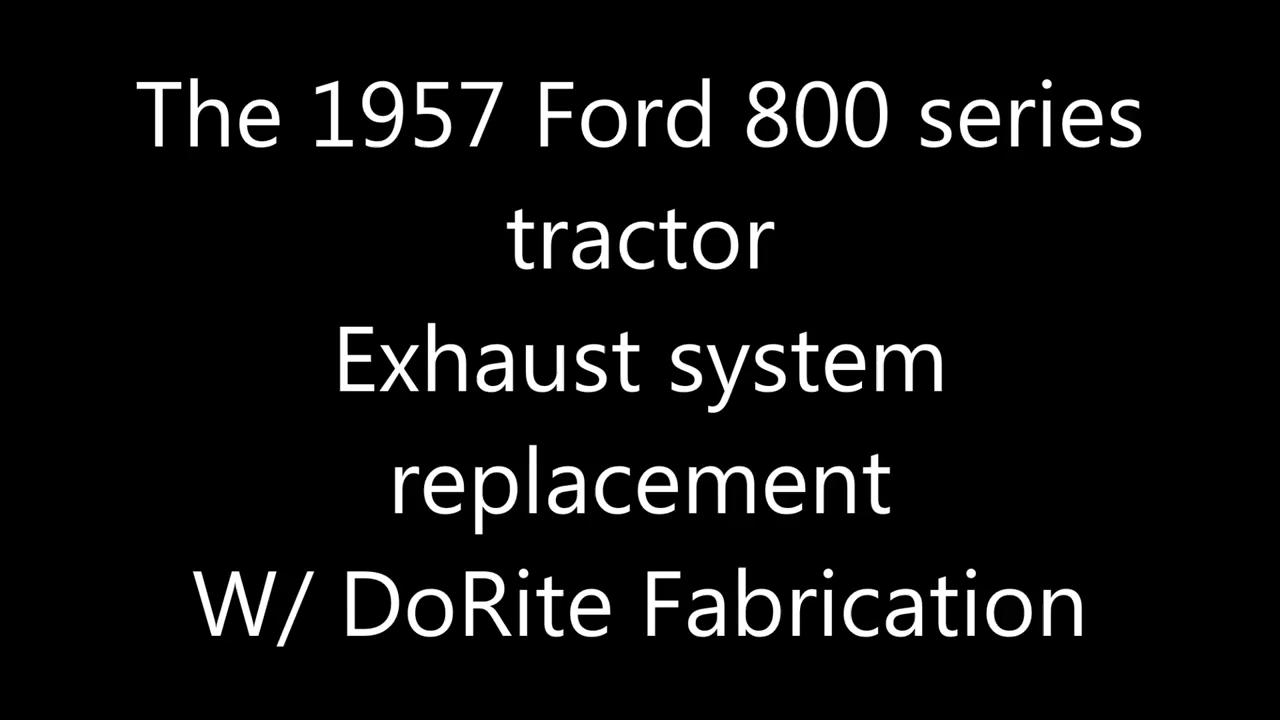 The 1957 Ford 800 series
tractor
Exhaust system
replacement
W/ DoRite Fabrication